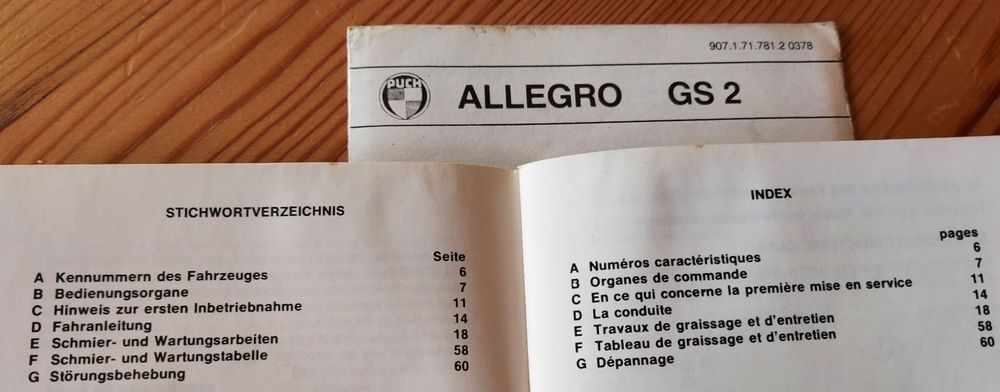 907.1.71.781.2 0378
PUCH
ALLEGRO GS 2
STICHWORTVERZEICHNIS
Seite
A Kennummern des Fahrzeuges 6
B Bedienungsorgane 7
C Hinweis zur ersten Inbetriebnahme 11
D Fahranleitung 14
E Schmier- und Wartungsarbeiten 18
F Schmier- und Wartungstabelle 58
G Störungsbehebung 60
INDEX
pages
A Numéros caractéristiques 6
B Organes de commande 7
C En ce qui concerne la première mise en service 11
D La conduite 14
E Travaux de graissage et d'entretien 18
F Tableau de graissage et d'entretien 58
G Dépannage 60